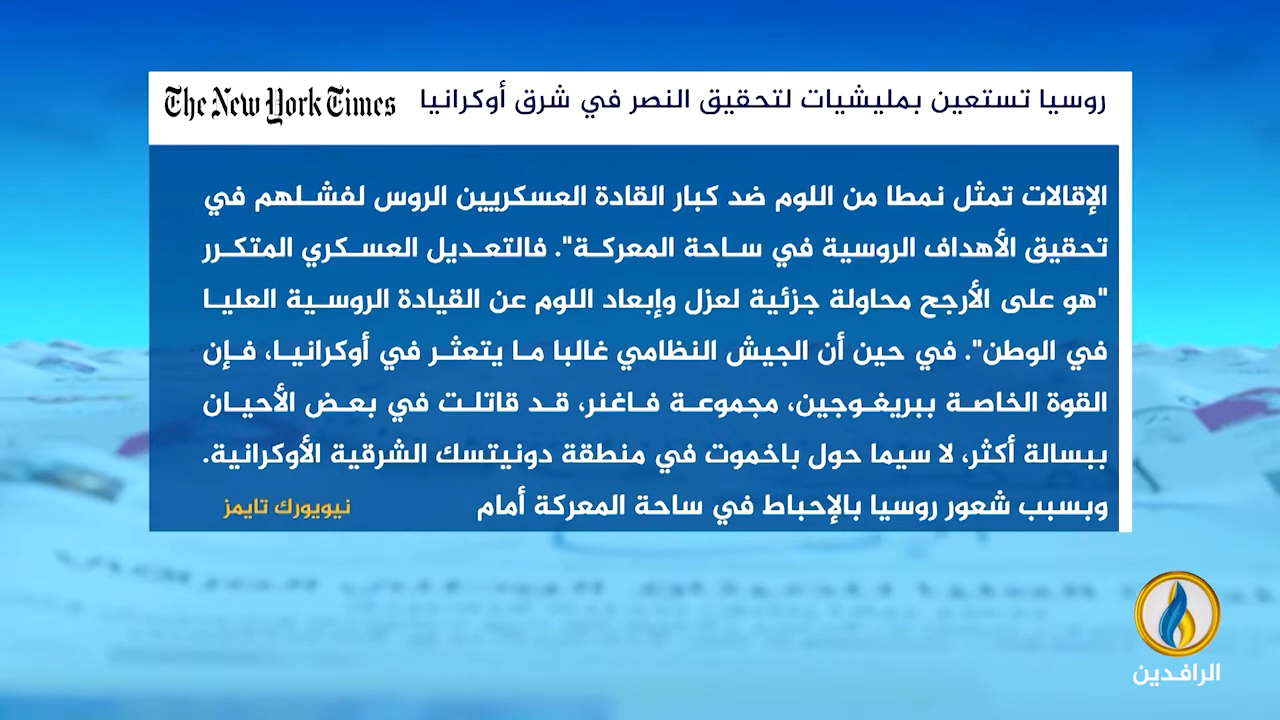 روسيا تستعين بمليشيات لتحقيق النصر في شرق أوكرانيا
The New York Times
الإقالات تمثل نمطا من اللوم ضد كبار القادة العسكريين الروس لفشلهم في
تحقيق الأهداف الروسية في ساحة المعركة". فالتعديل العسكري المتكرر
"هو على الأرجح محاولة جزئية لعزل وإبعاد اللوم عن القيادة الروسية العليا
في الوطن". في حين أن الجيش النظامي غالبا ما يتعثر في أوكرانيا، فإن
القوة الخاصة ببريغوجين، مجموعة فاغنر، قد قاتلت في بعض الأحيان
ببسالة أكثر، لا سيما حول باخموت في منطقة دونيتسك الشرقية الأوكرانية.
وبسبب شعور روسيا بالإحباط في ساحة المعركة أمام
نيويورك تايمز
الرافدين